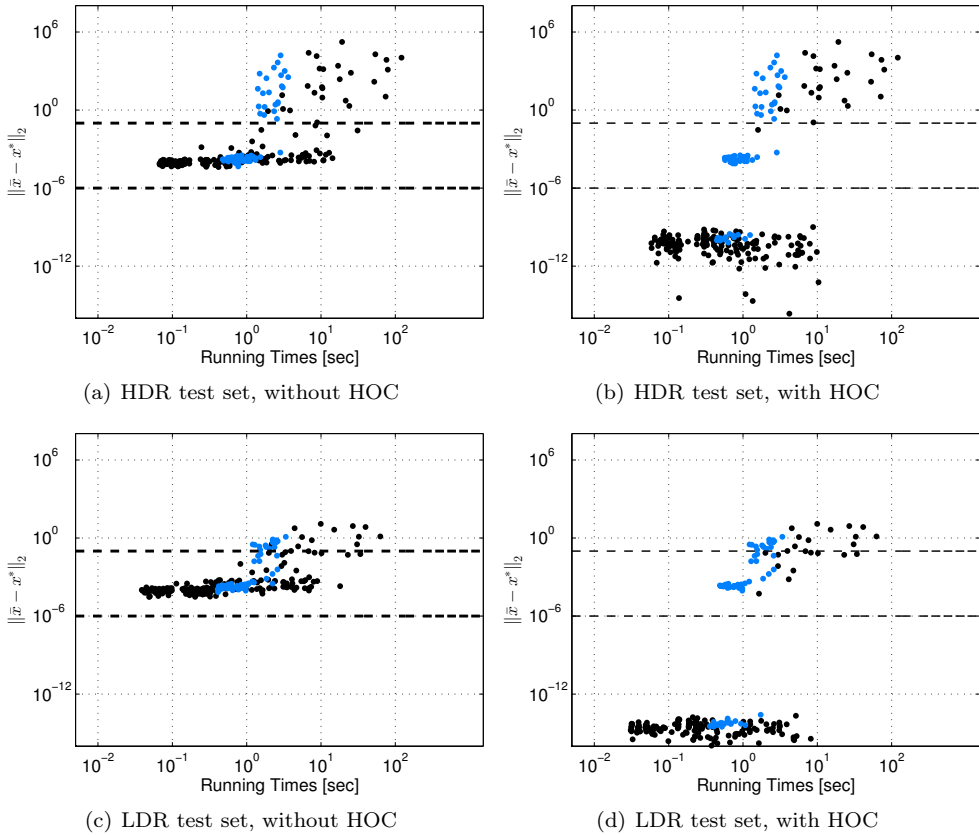 10^6
10^0
10^−6
10^−12
||x̄ − x*||_2
10^−2 10^−1 10^0 10^1 10^2
Running Times [sec]
(a) HDR test set, without HOC
10^6
10^0
10^−6
10^−12
||x̄ − x*||_2
10^−2 10^−1 10^0 10^1 10^2
Running Times [sec]
(b) HDR test set, with HOC
10^6
10^0
10^−6
10^−12
||x̄ − x*||_2
10^−2 10^−1 10^0 10^1 10^2
Running Times [sec]
(c) LDR test set, without HOC
10^6
10^0
10^−6
10^−12
||x̄ − x*||_2
10^−2 10^−1 10^0 10^1 10^2
Running Times [sec]
(d) LDR test set, with HOC